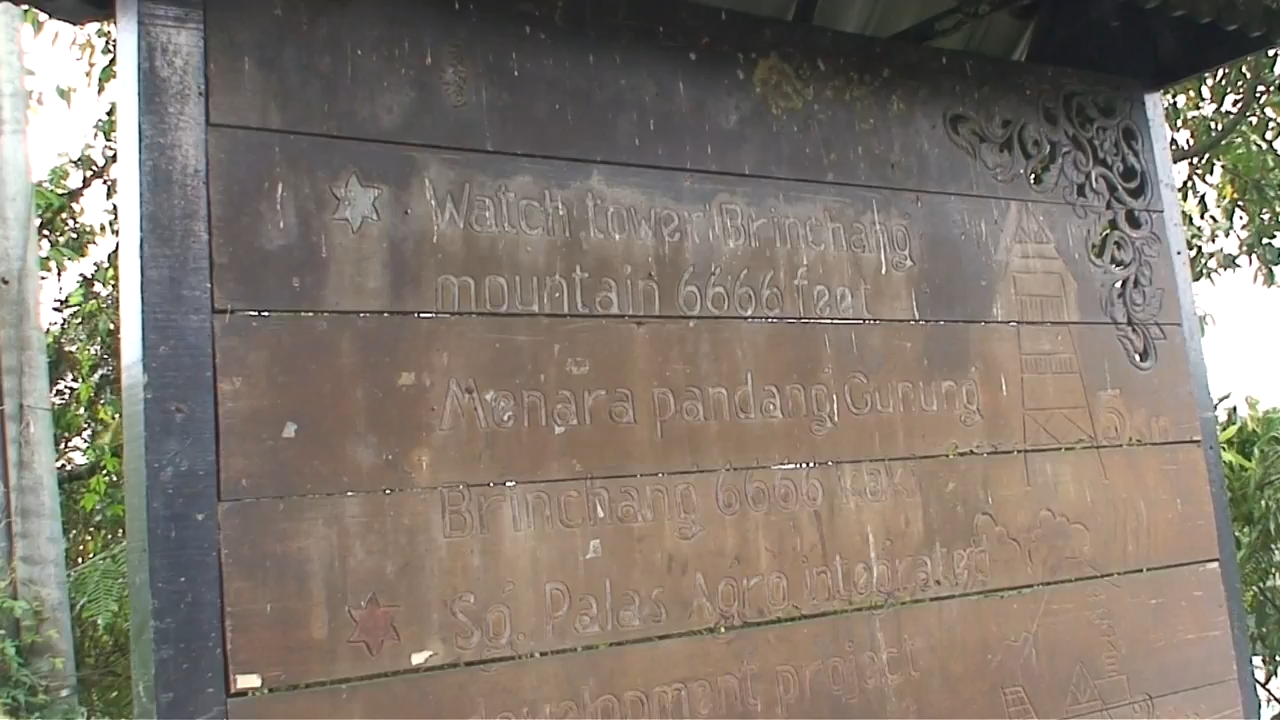 Watch tower Brinchang
mountain 6666 feet
Menara pandang Gunung
Brinchang 6666 kaki
Sg. Palas Agro integrated
development project